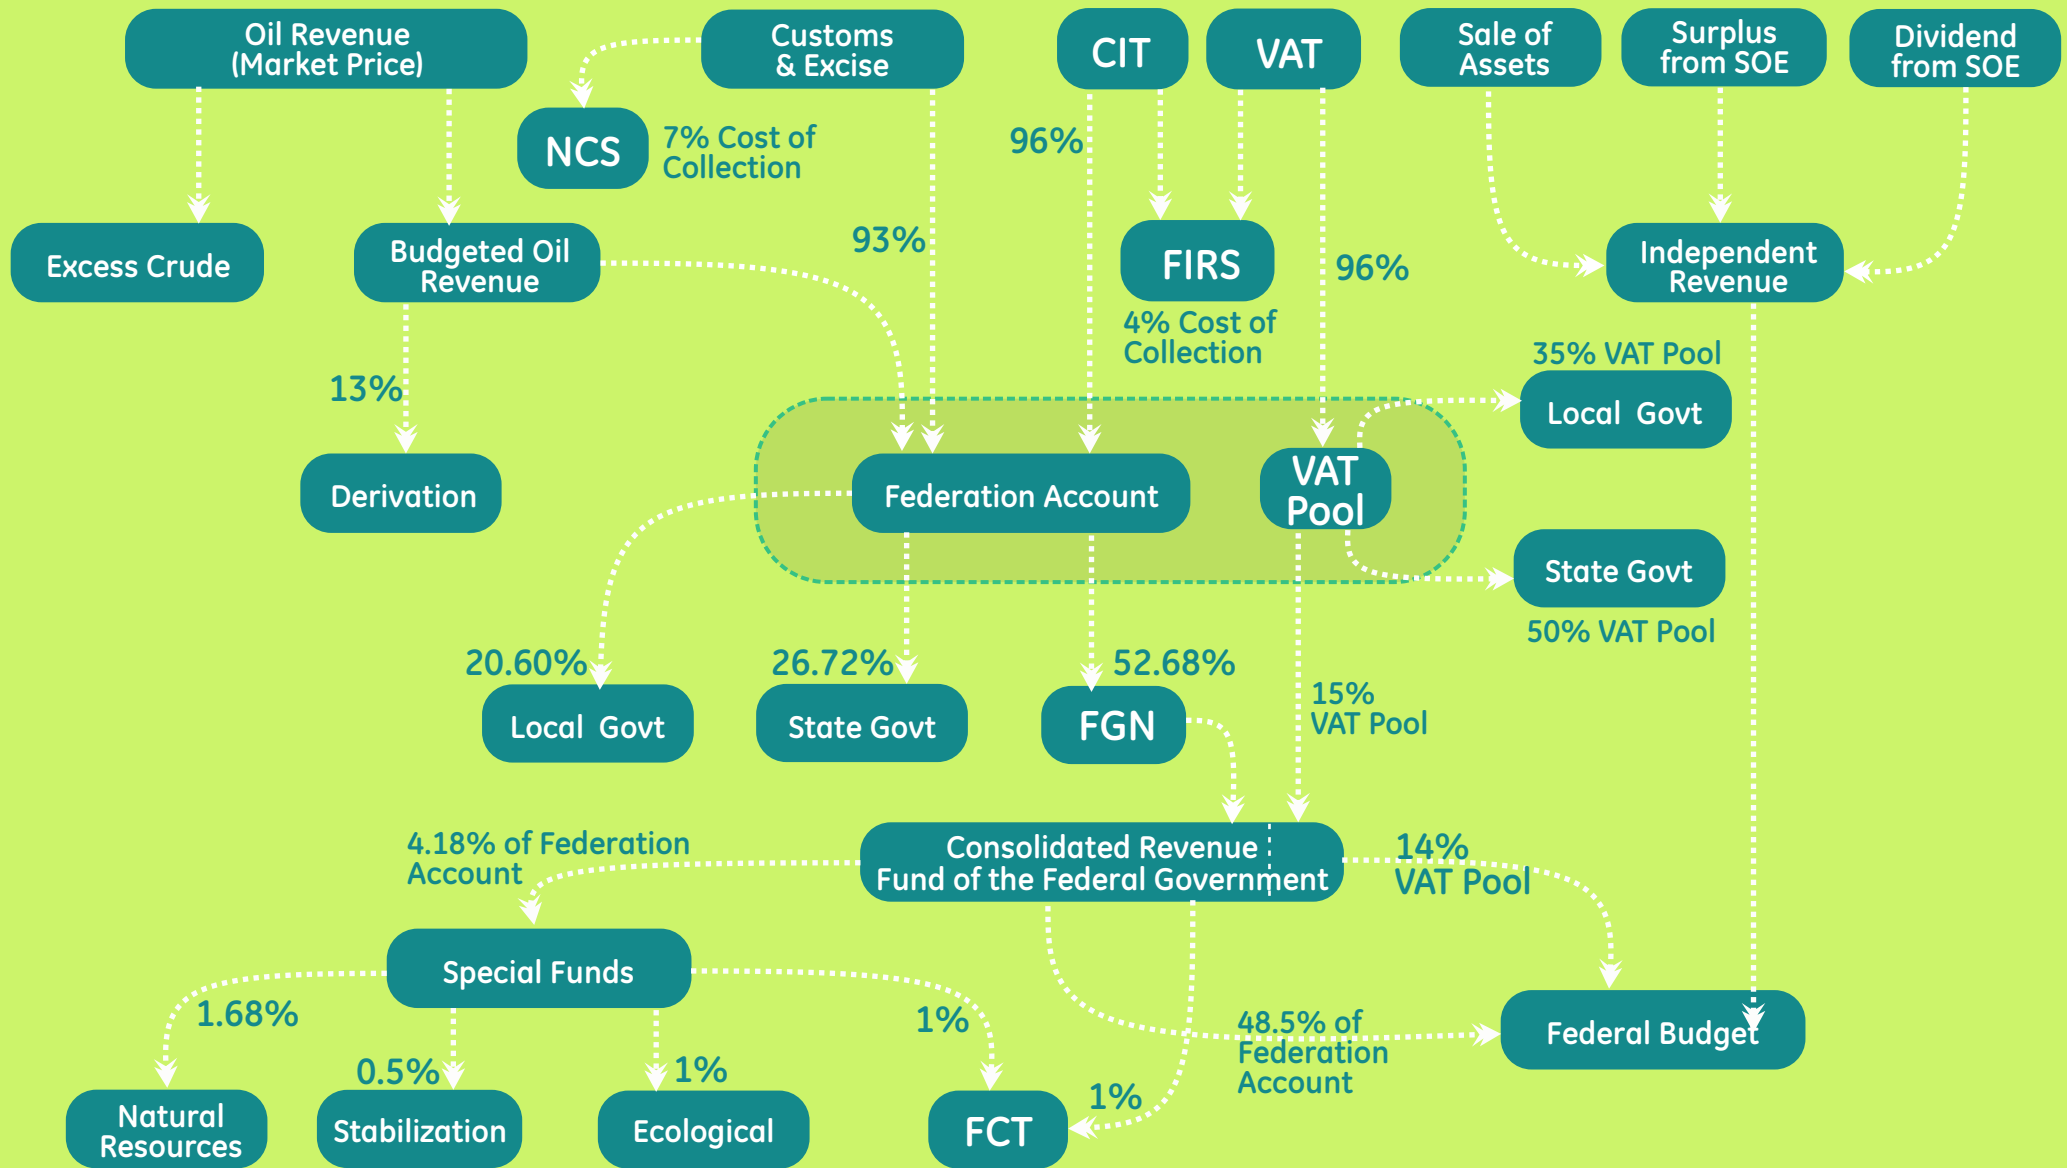 Oil Revenue
(Market Price)
Customs
& Excise
CIT
VAT
Sale of
Assets
Surplus
from SOE
Dividend
from SOE
NCS
7% Cost of
Collection
96%
93%
Excess Crude
Budgeted Oil
Revenue
FIRS
96%
Independent
Revenue
4% Cost of
Collection
35% VAT Pool
Local Govt
13%
Derivation
Federation Account
VAT
Pool
State Govt
50% VAT Pool
20.60%
26.72%
52.68%
Local Govt
State Govt
FGN
15%
VAT Pool
4.18% of Federation
Account
Consolidated Revenue
Fund of the Federal Government
14%
VAT Pool
Special Funds
1.68%
0.5%
1%
1%
1%
48.5% of
Federation
Account
Federal Budget
Natural
Resources
Stabilization
Ecological
FCT